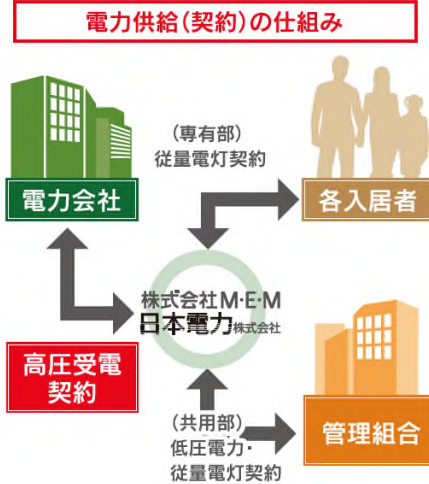 電力供給(契約)の仕組み
(専有部)
従量電灯契約
電力会社
各入居者
株式会社M・E・M
日本電力株式会社
高圧受電
契約
(共用部)
低圧電力・
従量電灯契約
管理組合